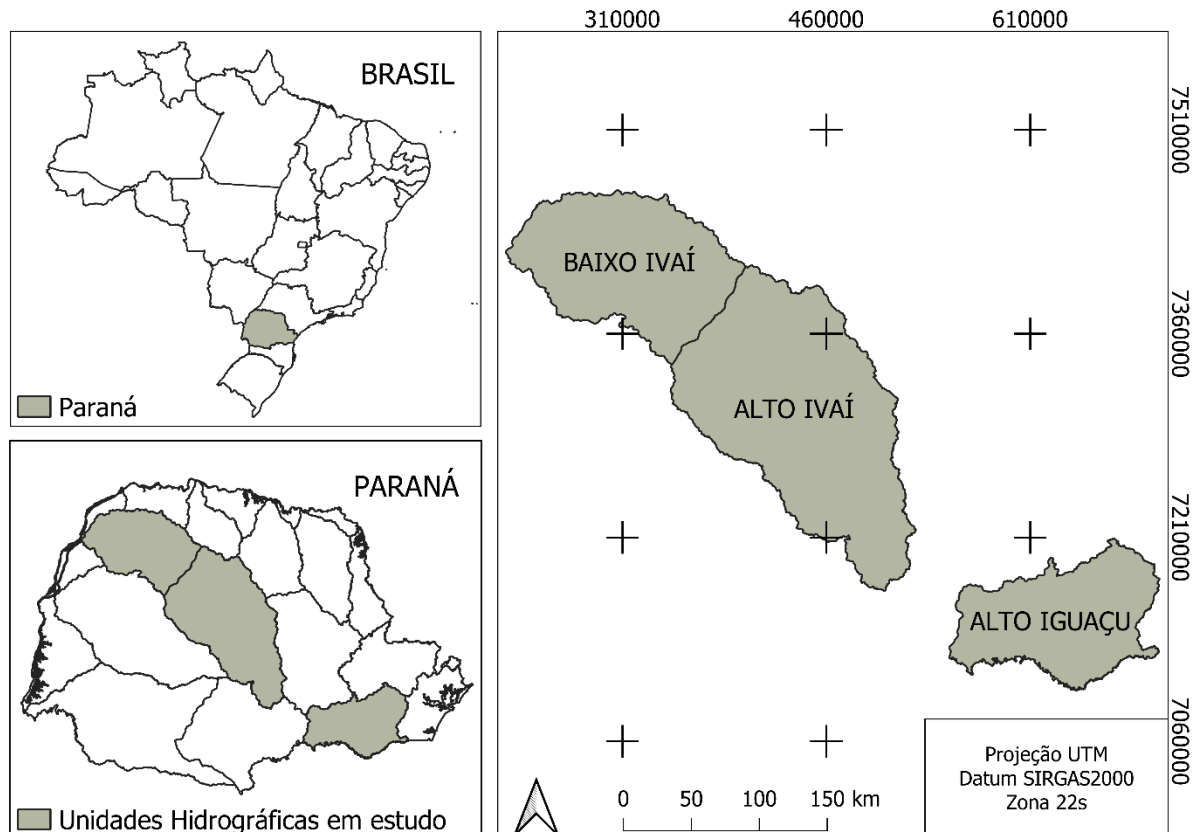 BRASIL
Paraná
PARANÁ
Unidades Hidrográficas em estudo
310000 460000 610000
7510000
7360000
7210000
7060000
BAIXO IVAÍ
ALTO IVAÍ
ALTO IGUAÇU
0 50 100 150 km
Projeção UTM
Datum SIRGAS2000
Zona 22s